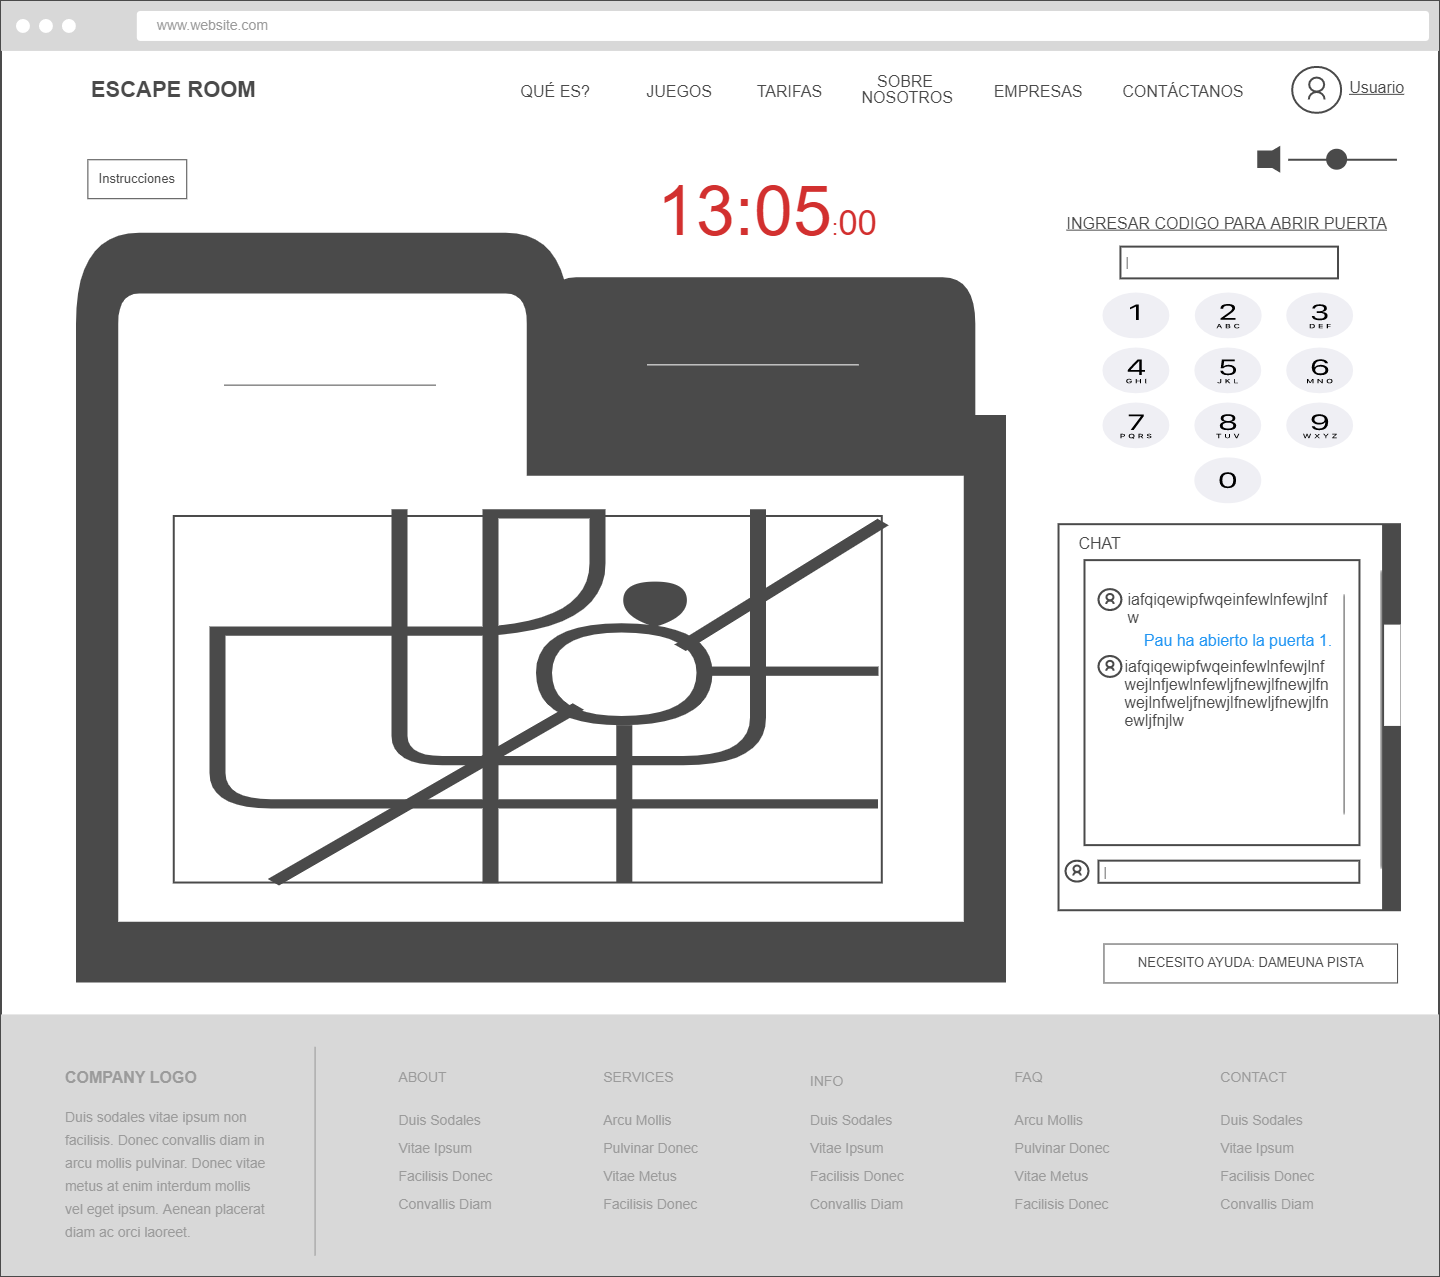 www.website.com
ESCAPE ROOM
QUÉ ES?
JUEGOS
TARIFAS
SOBRE
NOSOTROS
EMPRESAS
CONTÁCTANOS
Usuario
Instrucciones
13:05:00
INGRESAR CODIGO PARA ABRIR PUERTA
1
2
ABC
3
DEF
4
GHI
5
JKL
6
MNO
7
PQRS
8
TUV
9
WXYZ
0
CHAT
iafqiqewipfwqeinfewlnfewjlnf
w
Pau ha abierto la puerta 1.
iafqiqewipfwqeinfewlnfewjlnf
wejlnfjewlnfewljfnewjlfnewjlfn
wejlnfweljfnewjlfnewljfnewjlfn
ewljfnjlw
NECESITO AYUDA: DAMEUNA PISTA
COMPANY LOGO
Duis sodales vitae ipsum non
facilisis. Donec convallis diam in
arcu mollis pulvinar. Donec vitae
metus at enim interdum mollis
vel eget ipsum. Aenean placerat
diam ac orci laoreet.
ABOUT
Duis Sodales
Vitae Ipsum
Facilisis Donec
Convallis Diam
SERVICES
Arcu Mollis
Pulvinar Donec
Vitae Metus
Facilisis Donec
INFO
Duis Sodales
Vitae Ipsum
Facilisis Donec
Convallis Diam
FAQ
Arcu Mollis
Pulvinar Donec
Vitae Metus
Facilisis Donec
CONTACT
Duis Sodales
Vitae Ipsum
Facilisis Donec
Convallis Diam